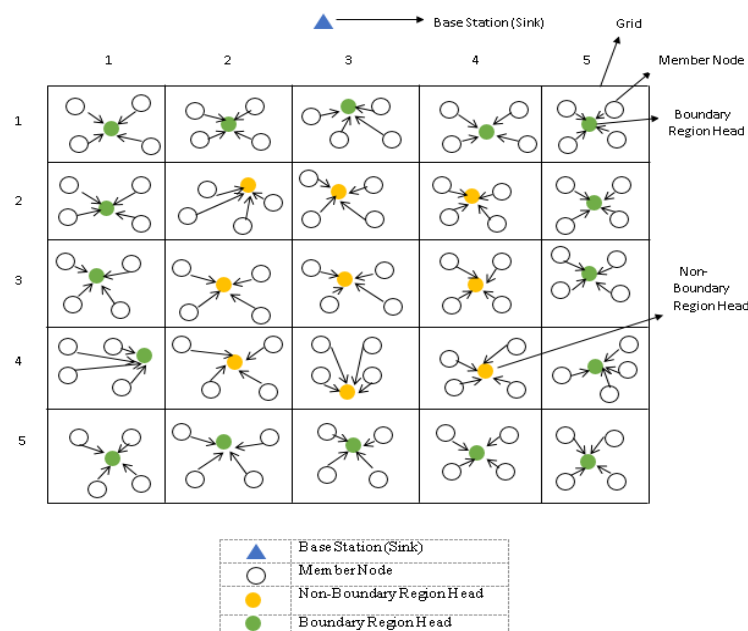 Base Station (Sink)
Grid
1 2 3 4 5
Member Node
1
Boundary
Region Head
2
3
Non-
Boundary
Region Head
4
5
Base Station (Sink)
Member Node
Non-Boundary Region Head
Boundary Region Head